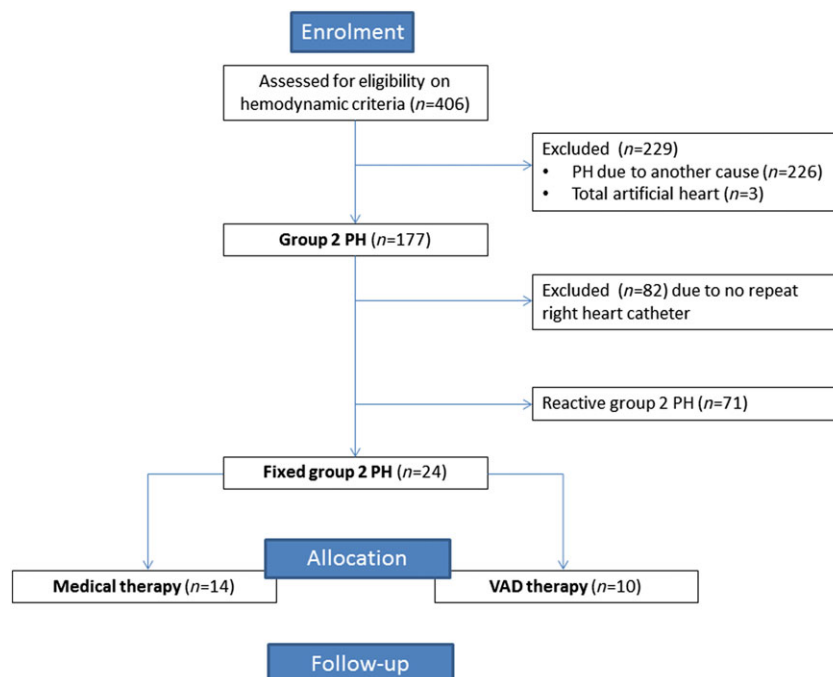 Enrolment
Assessed for eligibility on
hemodynamic criteria (n=406)
Excluded (n=229)
• PH due to another cause (n=226)
• Total artificial heart (n=3)
Group 2 PH (n=177)
Excluded (n=82) due to no repeat
right heart catheter
Reactive group 2 PH (n=71)
Fixed group 2 PH (n=24)
Allocation
Medical therapy (n=14)
VAD therapy (n=10)
Follow-up